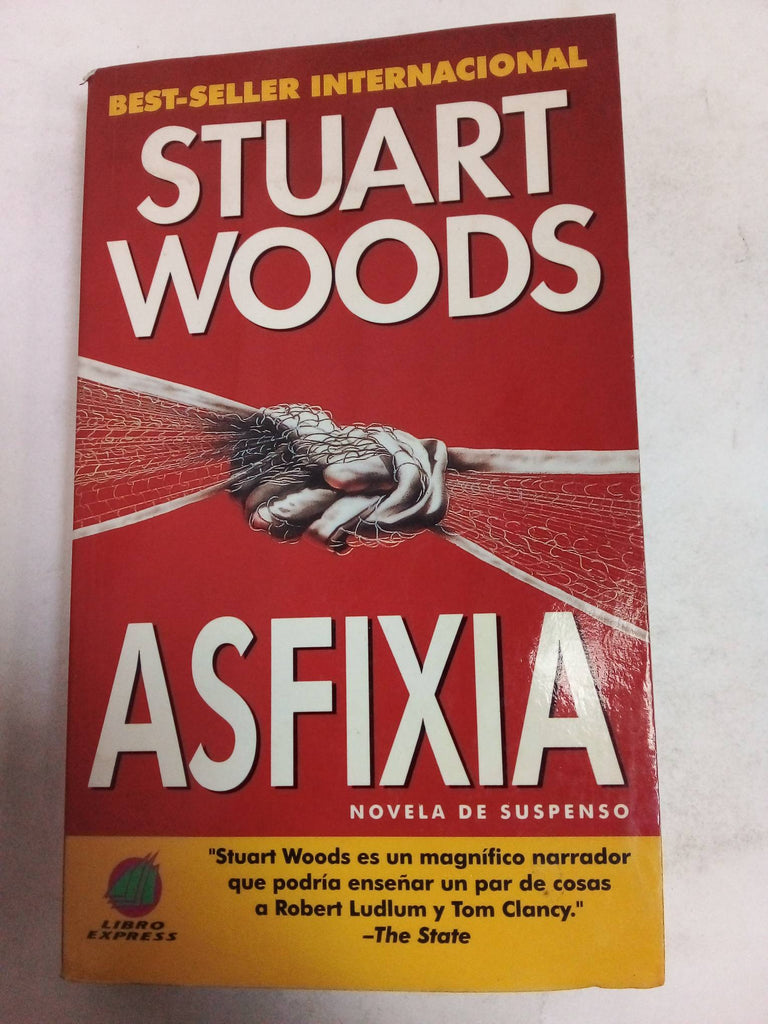 BEST-SELLER INTERNACIONAL
STUART
WOODS
ASFIXIA
NOVELA DE SUSPENSO
"Stuart Woods es un magnífico narrador
que podría enseñar un par de cosas
a Robert Ludlum y Tom Clancy."
–The State
LIBRO
EXPRESS